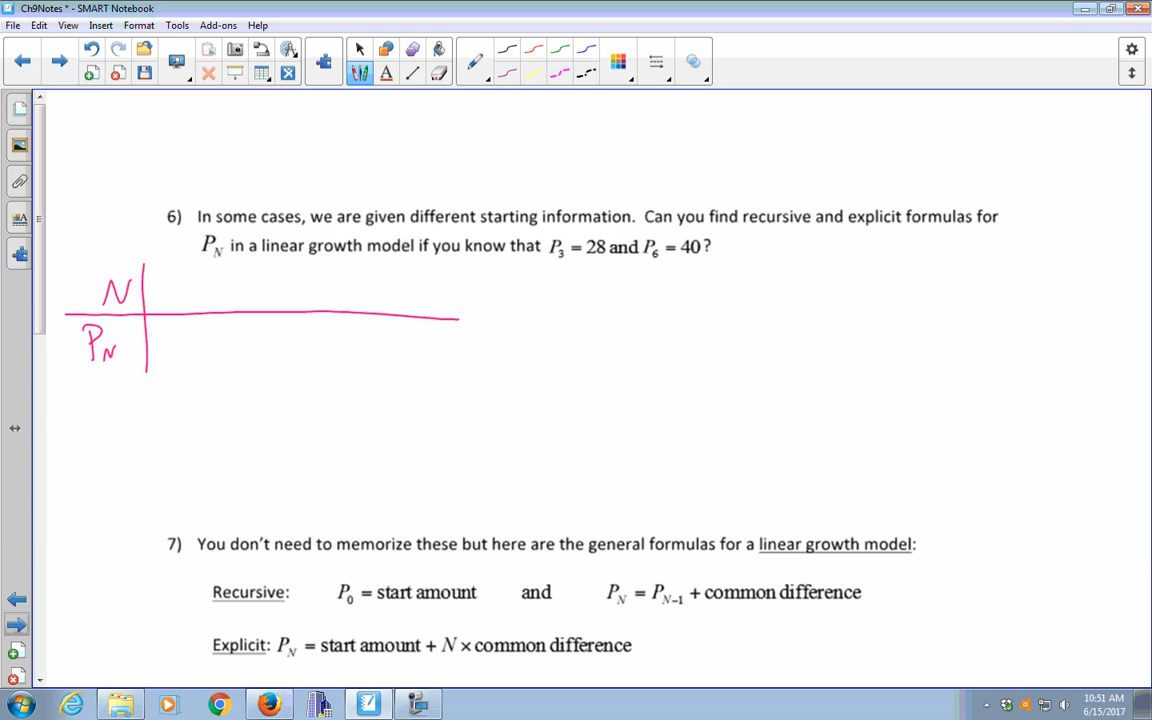 Ch9Notes * - SMART Notebook
File Edit View Insert Format Tools Add-ons Help
6) In some cases, we are given different starting information. Can you find recursive and explicit formulas for
P_N in a linear growth model if you know that P_3 = 28 and P_6 = 40 ?
N
P_N
7) You don't need to memorize these but here are the general formulas for a linear growth model:
Recursive: P_0 = start amount and P_N = P_{N-1} + common difference
Explicit: P_N = start amount + N × common difference
10:51 AM
6/15/2017